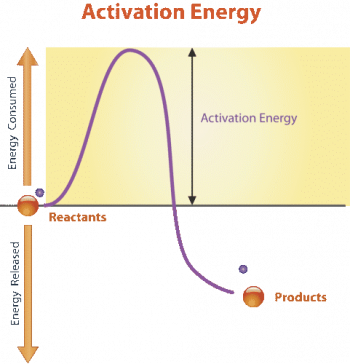 Activation Energy
Energy Consumed
Activation Energy
Reactants
Energy Released
Products